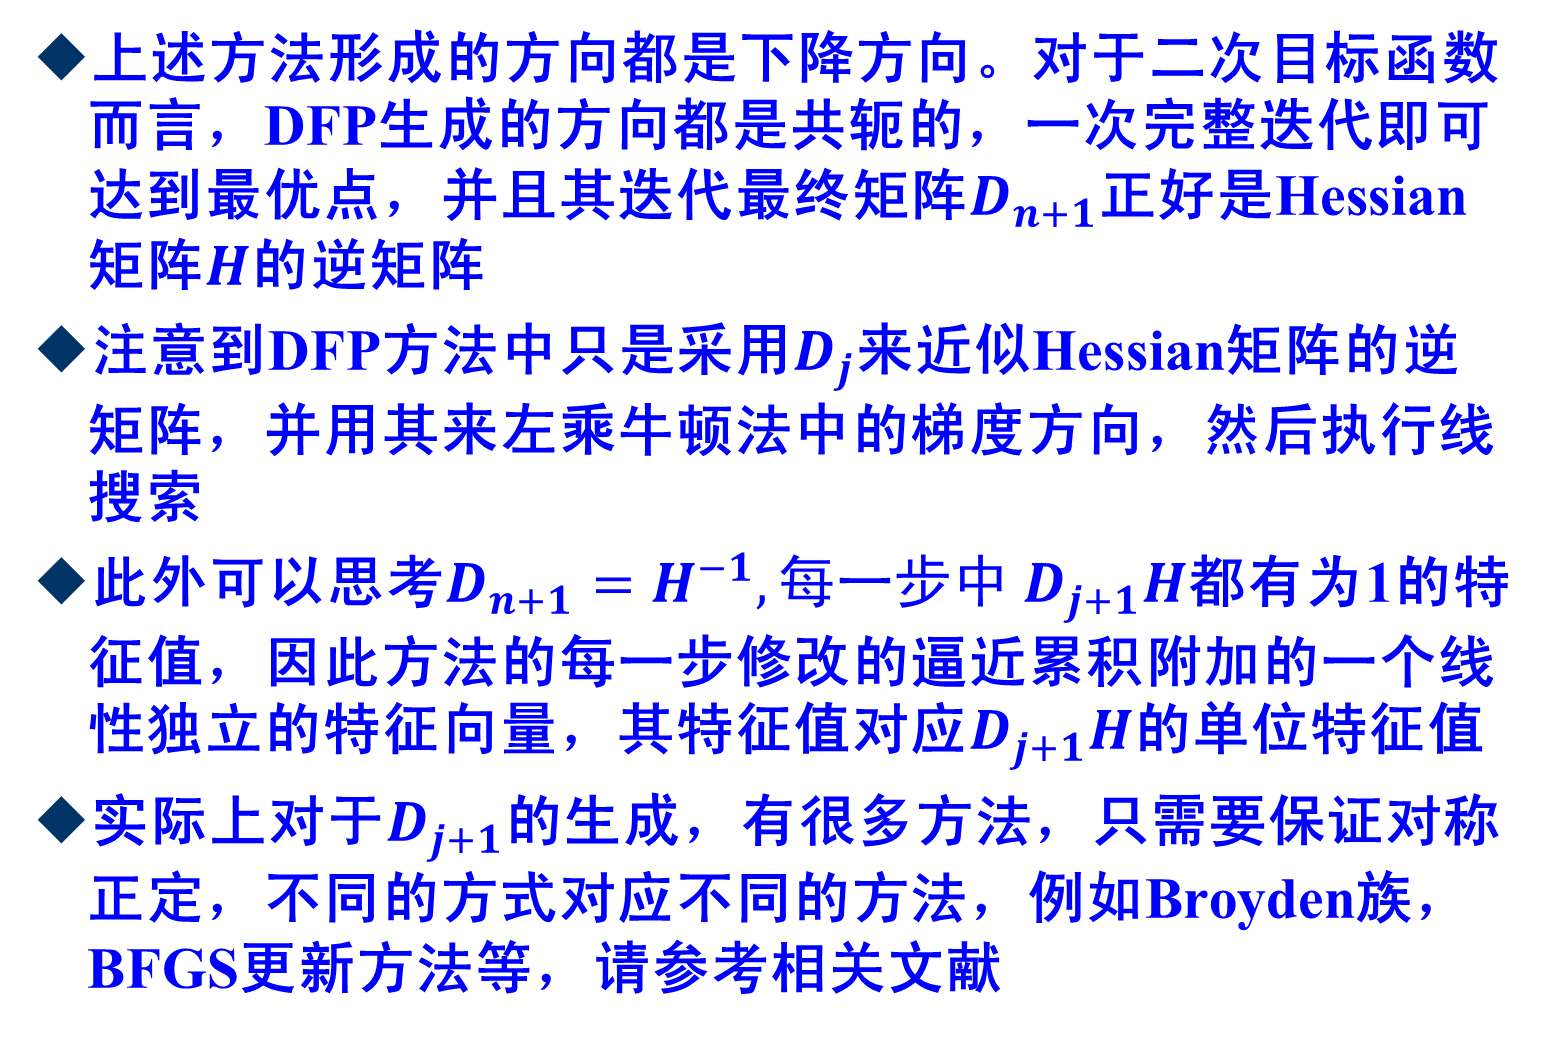 ◆上述方法形成的方向都是下降方向。对于二次目标函数
而言，DFP生成的方向都是共轭的，一次完整迭代即可
达到最优点，并且其迭代最终矩阵Dₙ₊₁正好是Hessian
矩阵H的逆矩阵
◆注意到DFP方法中只是采用Dⱼ来近似Hessian矩阵的逆
矩阵，并用其来左乘牛顿法中的梯度方向，然后执行线
搜索
◆此外可以思考Dₙ₊₁ = H⁻¹, 每一步中 Dⱼ₊₁H都有为1的特
征值，因此方法的每一步修改的逼近累积附加的一个线
性独立的特征向量，其特征值对应Dⱼ₊₁H的单位特征值
◆实际上对于Dⱼ₊₁的生成，有很多方法，只需要保证对称
正定，不同的方式对应不同的方法，例如Broyden族，
BFGS更新方法等，请参考相关文献